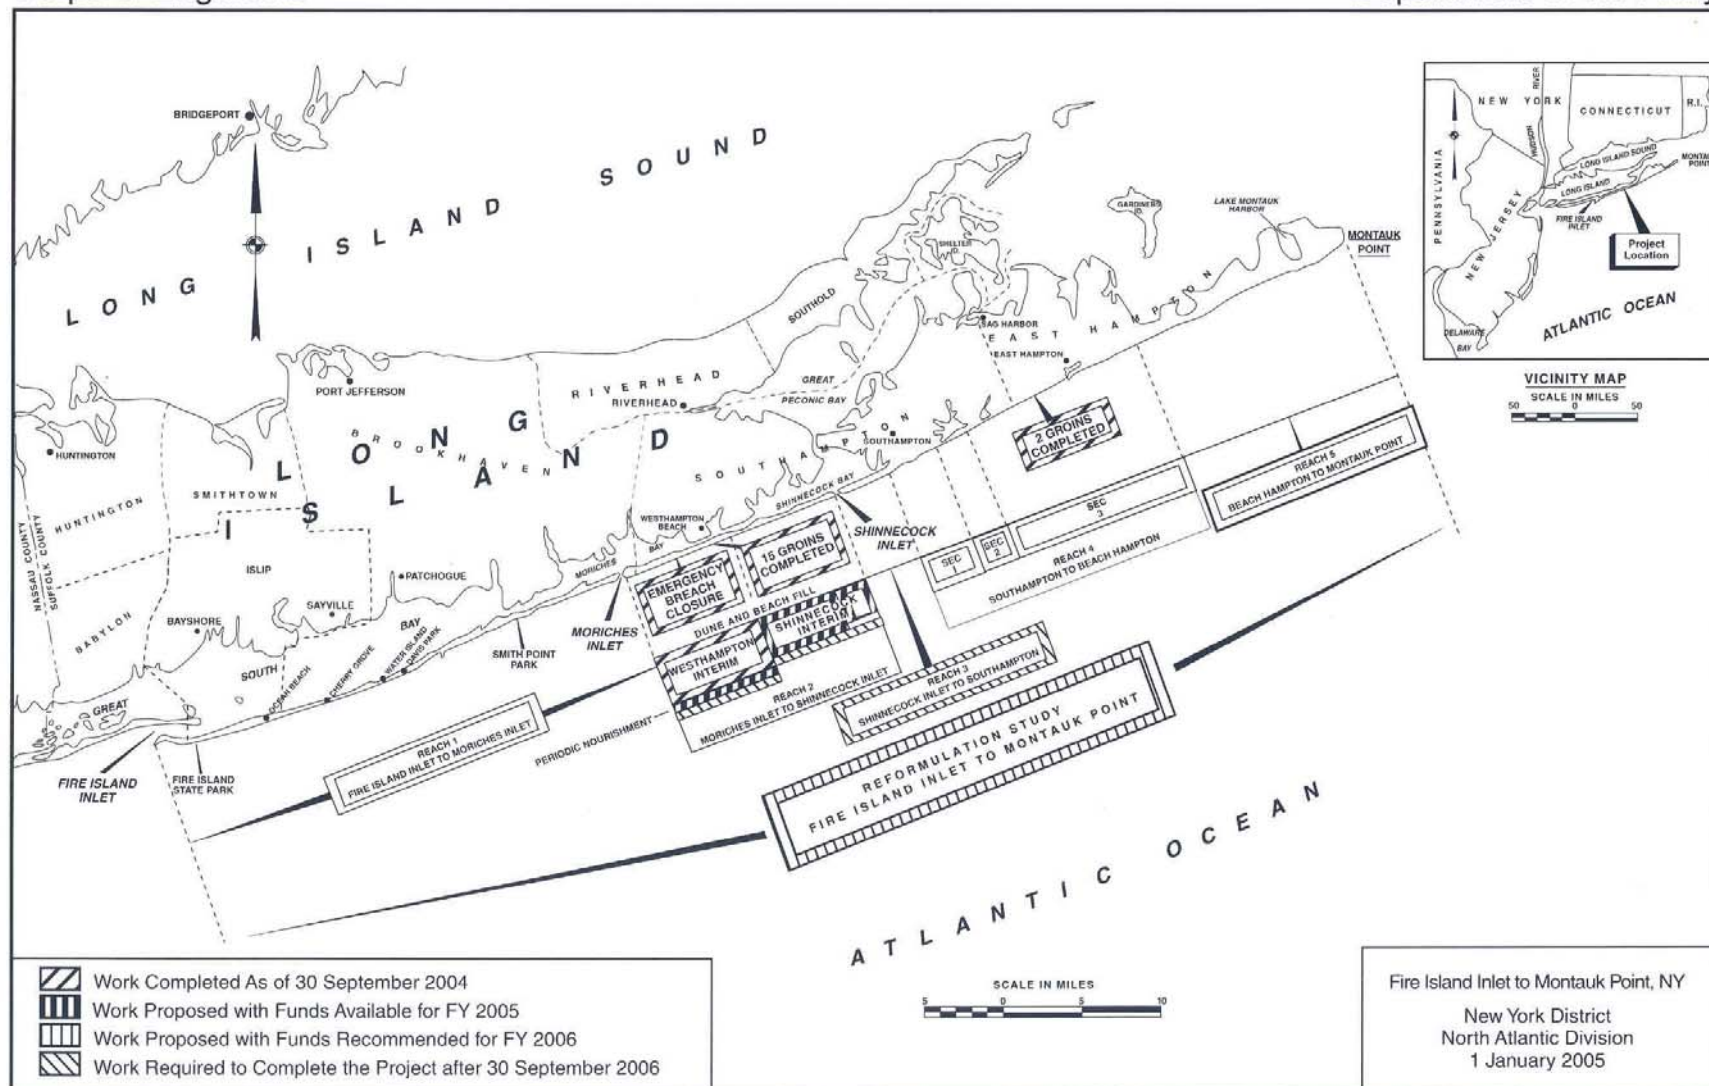 BRIDGEPORT
LONG ISLAND SOUND
GARDINERS
ID.
LAKE MONTAUK
HARBOR
MONTAUK
POINT
SHELTER
ID.
SOUTHOLD
SAG HARBOR
EAST HAMPTON
EAST HAMPTON
PORT JEFFERSON
RIVERHEAD
RIVERHEAD
GREAT
PECONIC BAY
HUNTINGTON
HUNTINGTON
SMITHTOWN
BROOKHAVEN
LONG
ISLAND
SOUTHAMPTON
SOUTHAMPTON
SHINNECOCK BAY
WESTHAMPTON
BEACH
SHINNECOCK
INLET
NASSAU COUNTY
SUFFOLK COUNTY
ISLIP
BABYLON
BAYSHORE
SAYVILLE
PATCHOGUE
GREAT
SOUTH
BAY
OCEAN BEACH
CHERRY GROVE
WATER ISLAND
DAVIS PARK
SMITH POINT
PARK
MORICHES
BAY
MORICHES
INLET
FIRE ISLAND
INLET
FIRE ISLAND
STATE PARK
2 GROINS
COMPLETED
15 GROINS
COMPLETED
EMERGENCY
BREACH
CLOSURE
DUNE AND BEACH FILL
WESTHAMPTON
INTERIM
SHINNECOCK
INTERIM
PERIODIC NOURISHMENT
REACH 1
FIRE ISLAND INLET TO MORICHES INLET
REACH 2
MORICHES INLET TO SHINNECOCK INLET
REACH 3
SHINNECOCK INLET TO SOUTHAMPTON
SEC
1
SEC
2
SEC
3
REACH 4
SOUTHAMPTON TO BEACH HAMPTON
REACH 5
BEACH HAMPTON TO MONTAUK POINT
REFORMULATION STUDY
FIRE ISLAND INLET TO MONTAUK POINT
ATLANTIC OCEAN
NEW YORK
HUDSON
RIVER
CONNECTICUT
R.I.
PENNSYLVANIA
LONG ISLAND SOUND
LONG ISLAND
FIRE ISLAND
INLET
POINT
NEW JERSEY
Project
Location
DELAWARE
BAY
ATLANTIC OCEAN
VICINITY MAP
SCALE IN MILES
50 0 50
SCALE IN MILES
5 0 5 10
Work Completed As of 30 September 2004
Work Proposed with Funds Available for FY 2005
Work Proposed with Funds Recommended for FY 2006
Work Required to Complete the Project after 30 September 2006
Fire Island Inlet to Montauk Point, NY
New York District
North Atlantic Division
1 January 2005